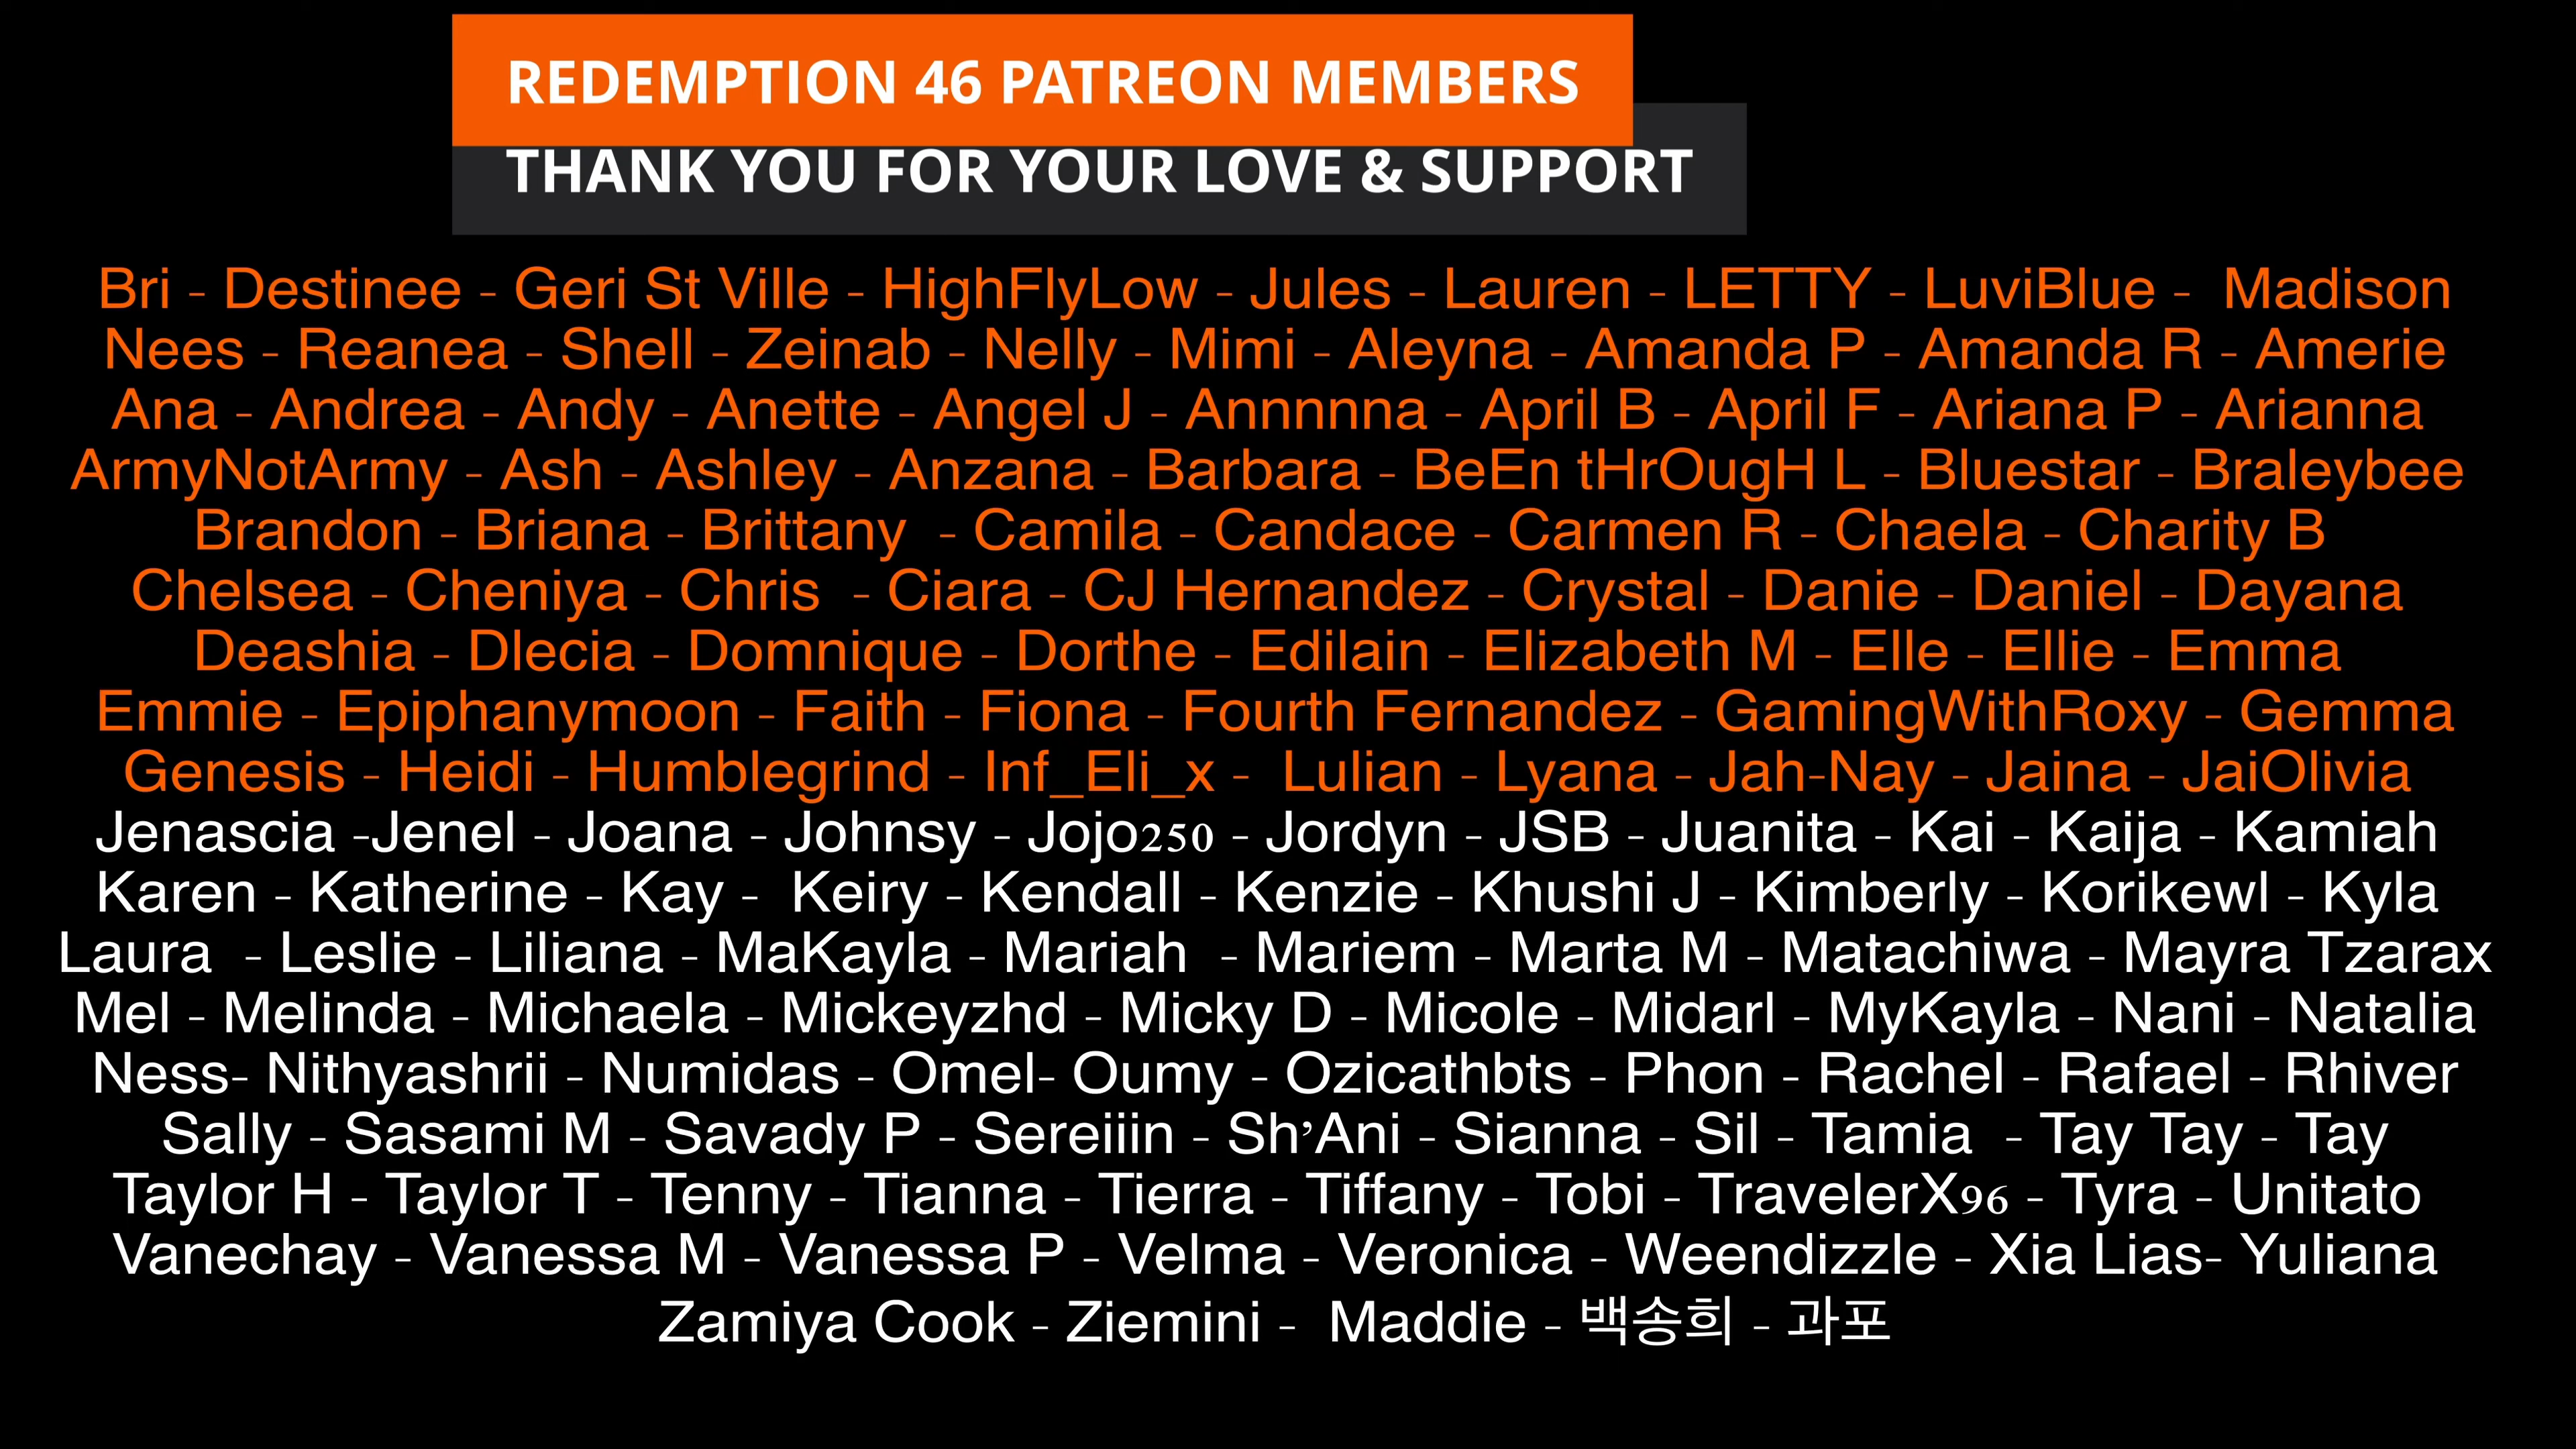 REDEMPTION 46 PATREON MEMBERS
THANK YOU FOR YOUR LOVE & SUPPORT
Bri - Destinee - Geri St Ville - HighFlyLow - Jules - Lauren - LETTY - LuviBlue -  Madison
Nees - Reanea - Shell - Zeinab - Nelly - Mimi - Aleyna - Amanda P - Amanda R - Amerie
Ana - Andrea - Andy - Anette - Angel J - Annnnna - April B - April F - Ariana P - Arianna
ArmyNotArmy - Ash - Ashley - Anzana - Barbara - BeEn tHrOugH L - Bluestar - Braleybee
Brandon - Briana - Brittany  - Camila - Candace - Carmen R - Chaela - Charity B
Chelsea - Cheniya - Chris  - Ciara - CJ Hernandez - Crystal - Danie - Daniel - Dayana
Deashia - Dlecia - Domnique - Dorthe - Edilain - Elizabeth M - Elle - Ellie - Emma
Emmie - Epiphanymoon - Faith - Fiona - Fourth Fernandez - GamingWithRoxy - Gemma
Genesis - Heidi - Humblegrind - Inf_Eli_x -  Lulian - Lyana - Jah-Nay - Jaina - JaiOlivia
Jenascia -Jenel - Joana - Johnsy - Jojo250 - Jordyn - JSB - Juanita - Kai - Kaija - Kamiah
Karen - Katherine - Kay -  Keiry - Kendall - Kenzie - Khushi J - Kimberly - Korikewl - Kyla
Laura  - Leslie - Liliana - MaKayla - Mariah  - Mariem - Marta M - Matachiwa - Mayra Tzarax
Mel - Melinda - Michaela - Mickeyzhd - Micky D - Micole - Midarl - MyKayla - Nani - Natalia
Ness- Nithyashrii - Numidas - Omel- Oumy - Ozicathbts - Phon - Rachel - Rafael - Rhiver
Sally - Sasami M - Savady P - Sereiiin - Sh’Ani - Sianna - Sil - Tamia  - Tay Tay - Tay
Taylor H - Taylor T - Tenny - Tianna - Tierra - Tiffany - Tobi - TravelerX96 - Tyra - Unitato
Vanechay - Vanessa M - Vanessa P - Velma - Veronica - Weendizzle - Xia Lias- Yuliana
Zamiya Cook - Ziemini -  Maddie - 백송희 - 과포